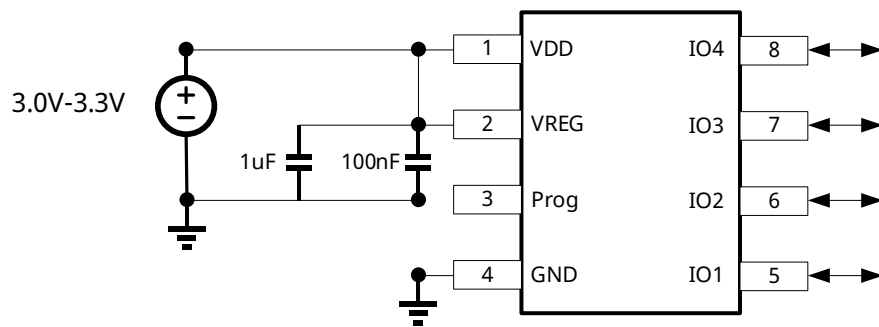 1 VDD IO4 8
3.0V-3.3V
+
−
2 VREG IO3 7
1uF 100nF
3 Prog IO2 6
4 GND IO1 5